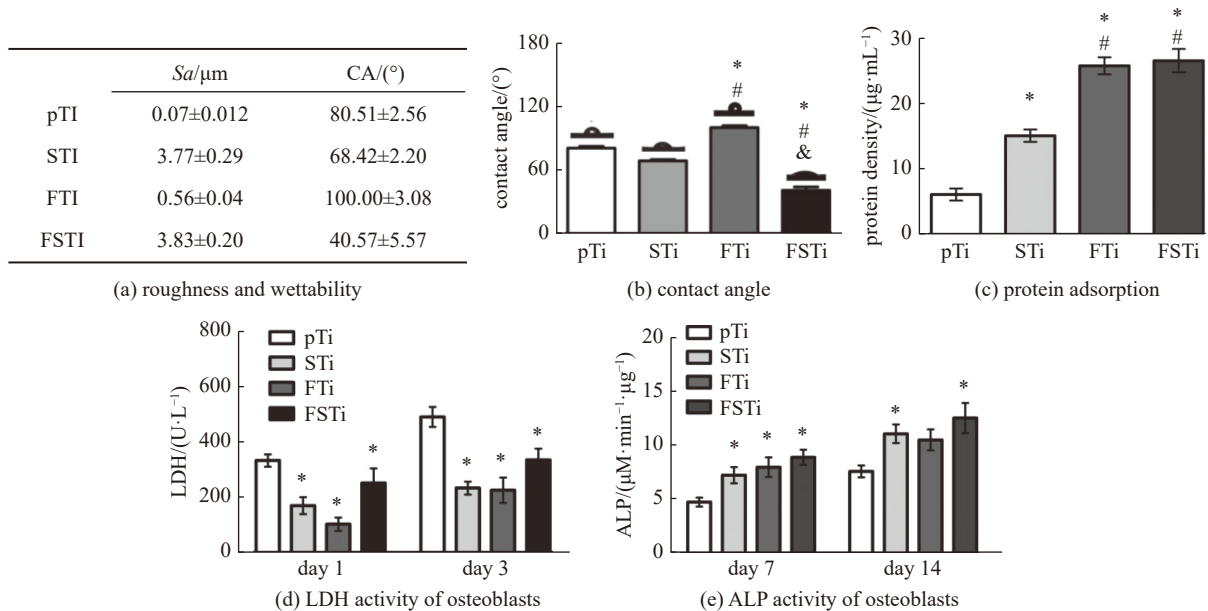 Sa/μm CA/(°)
pTI 0.07±0.012 80.51±2.56
STI 3.77±0.29 68.42±2.20
FTI 0.56±0.04 100.00±3.08
FSTI 3.83±0.20 40.57±5.57
(a) roughness and wettability
contact angle/(°)
180
120
60
0
*
#
*
#
&
pTi STi FTi FSTi
(b) contact angle
protein density/(μg·mL⁻¹)
30
20
10
0
*
*
#
*
#
pTi STi FTi FSTi
(c) protein adsorption
LDH/(U·L⁻¹)
800
600
400
200
0
pTi
STi
FTi
FSTi
* * *
* * *
day 1 day 3
(d) LDH activity of osteoblasts
ALP/(μM·min⁻¹·μg⁻¹)
20
15
10
5
0
pTi
STi
FTi
FSTi
* * *
* *
day 7 day 14
(e) ALP activity of osteoblasts